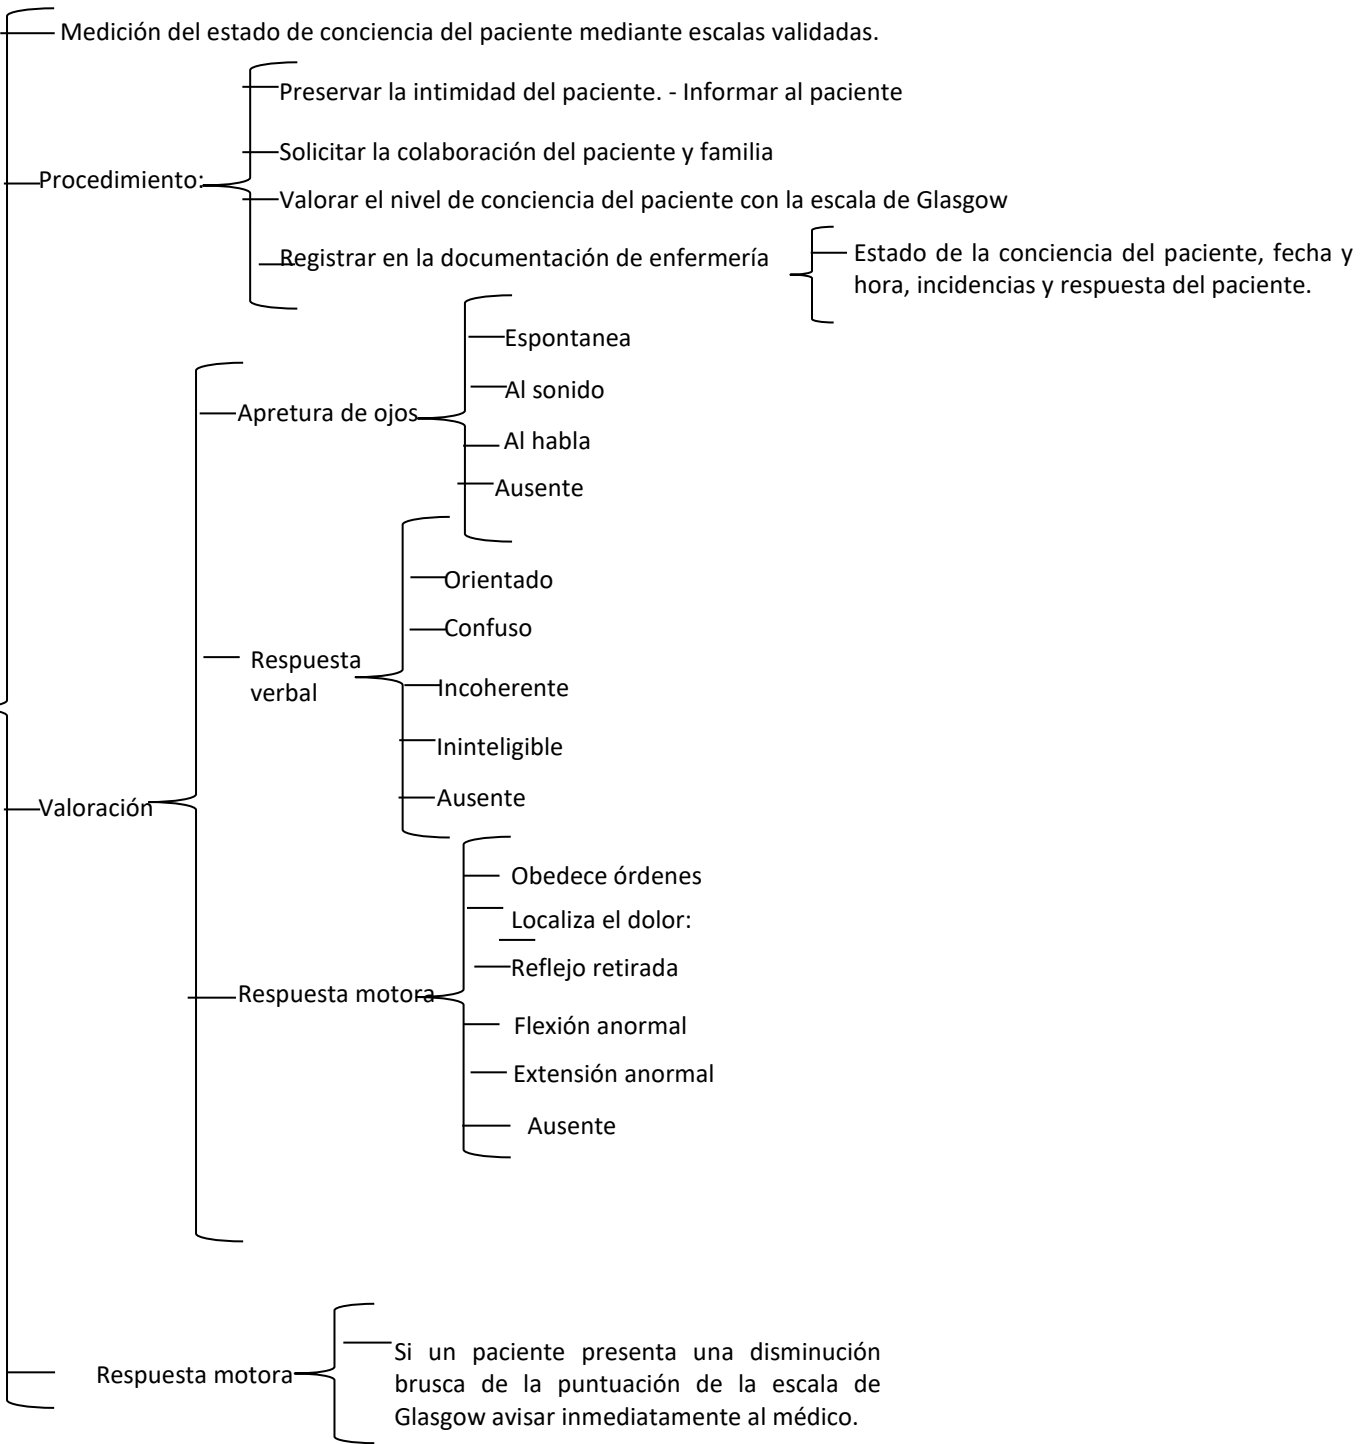 Medición del estado de conciencia del paciente mediante escalas validadas.
Procedimiento:
Preservar la intimidad del paciente. - Informar al paciente
Solicitar la colaboración del paciente y familia
Valorar el nivel de conciencia del paciente con la escala de Glasgow
Registrar en la documentación de enfermería
Estado de la conciencia del paciente, fecha y
hora, incidencias y respuesta del paciente.
Valoración
Apretura de ojos
Espontanea
Al sonido
Al habla
Ausente
Respuesta
verbal
Orientado
Confuso
Incoherente
Ininteligible
Ausente
Respuesta motora
Obedece órdenes
Localiza el dolor:
Reflejo retirada
Flexión anormal
Extensión anormal
Ausente
Respuesta motora
Si un paciente presenta una disminución
brusca de la puntuación de la escala de
Glasgow avisar inmediatamente al médico.